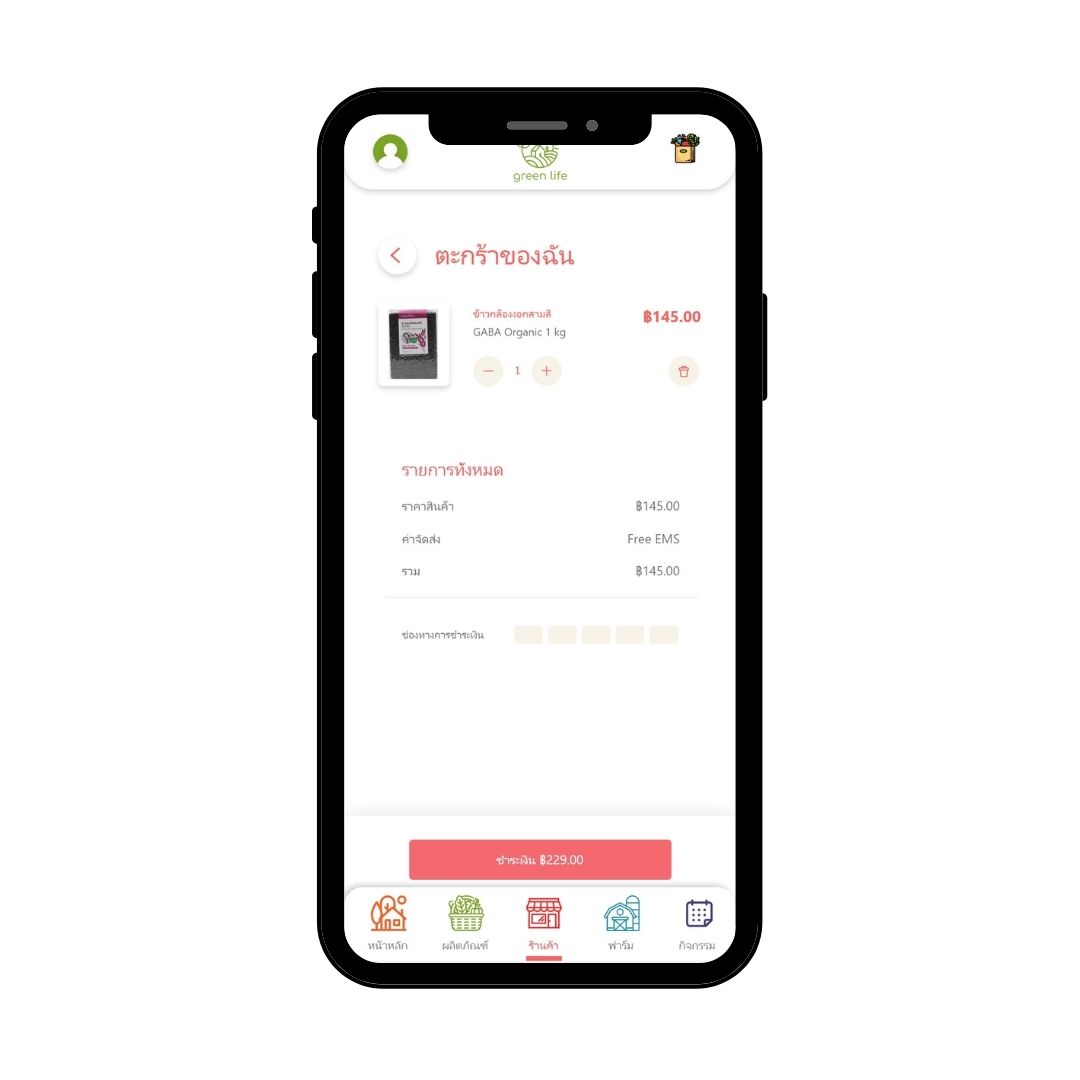 green life
ตะกร้าของฉัน
ข้าวกล้องงอกสามสี
฿145.00
GABA Organic 1 kg
1
รายการทั้งหมด
ราคาสินค้า ฿145.00
ค่าจัดส่ง Free EMS
รวม ฿145.00
ช่องทางการชำระเงิน
ชำระเงิน ฿229.00
หน้าหลัก ผลิตภัณฑ์ ร้านค้า ฟาร์ม กิจกรรม